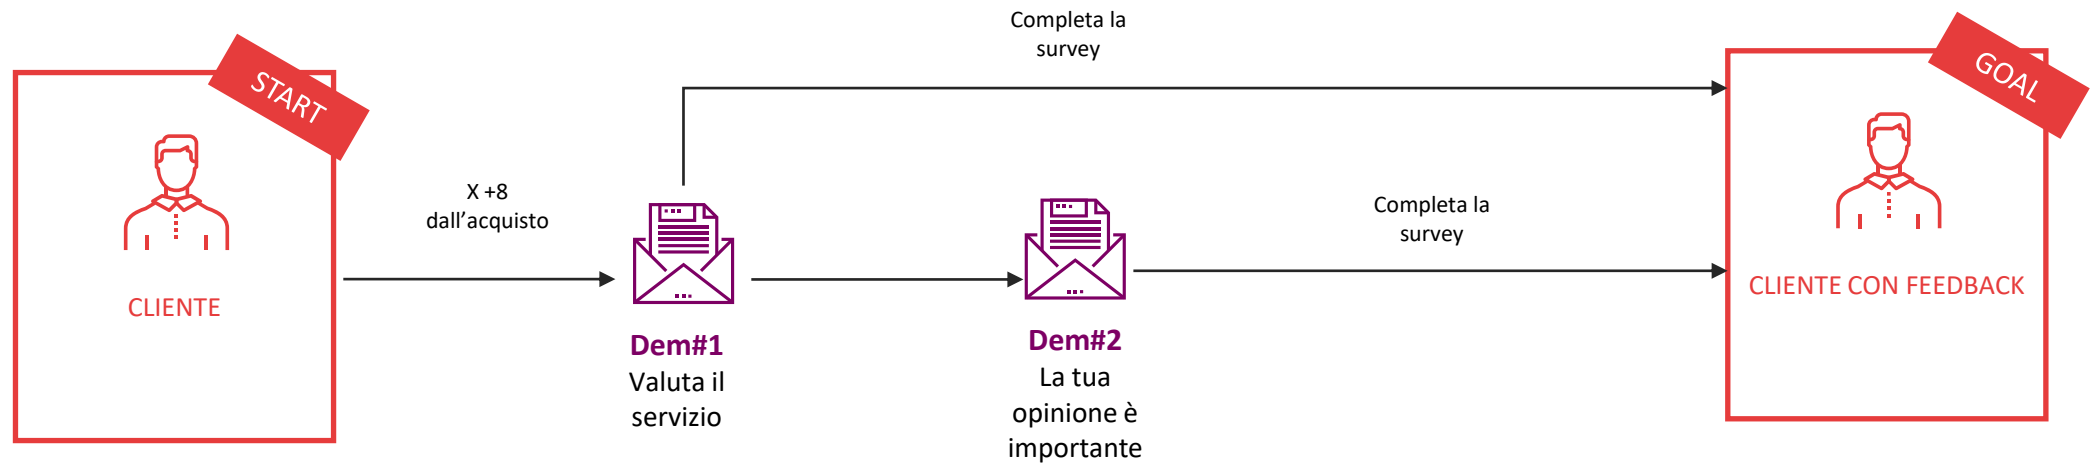 START
CLIENTE
X +8
dall’acquisto
Dem#1
Valuta il
servizio
Completa la
survey
Dem#2
La tua
opinione è
importante
Completa la
survey
GOAL
CLIENTE CON FEEDBACK